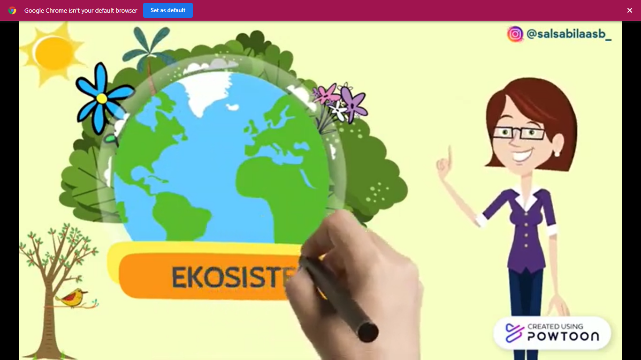 Google Chrome isn't your default browser
Set as default
@salsabilaasb_
EKOSISTE
CREATED USING
POWTOON